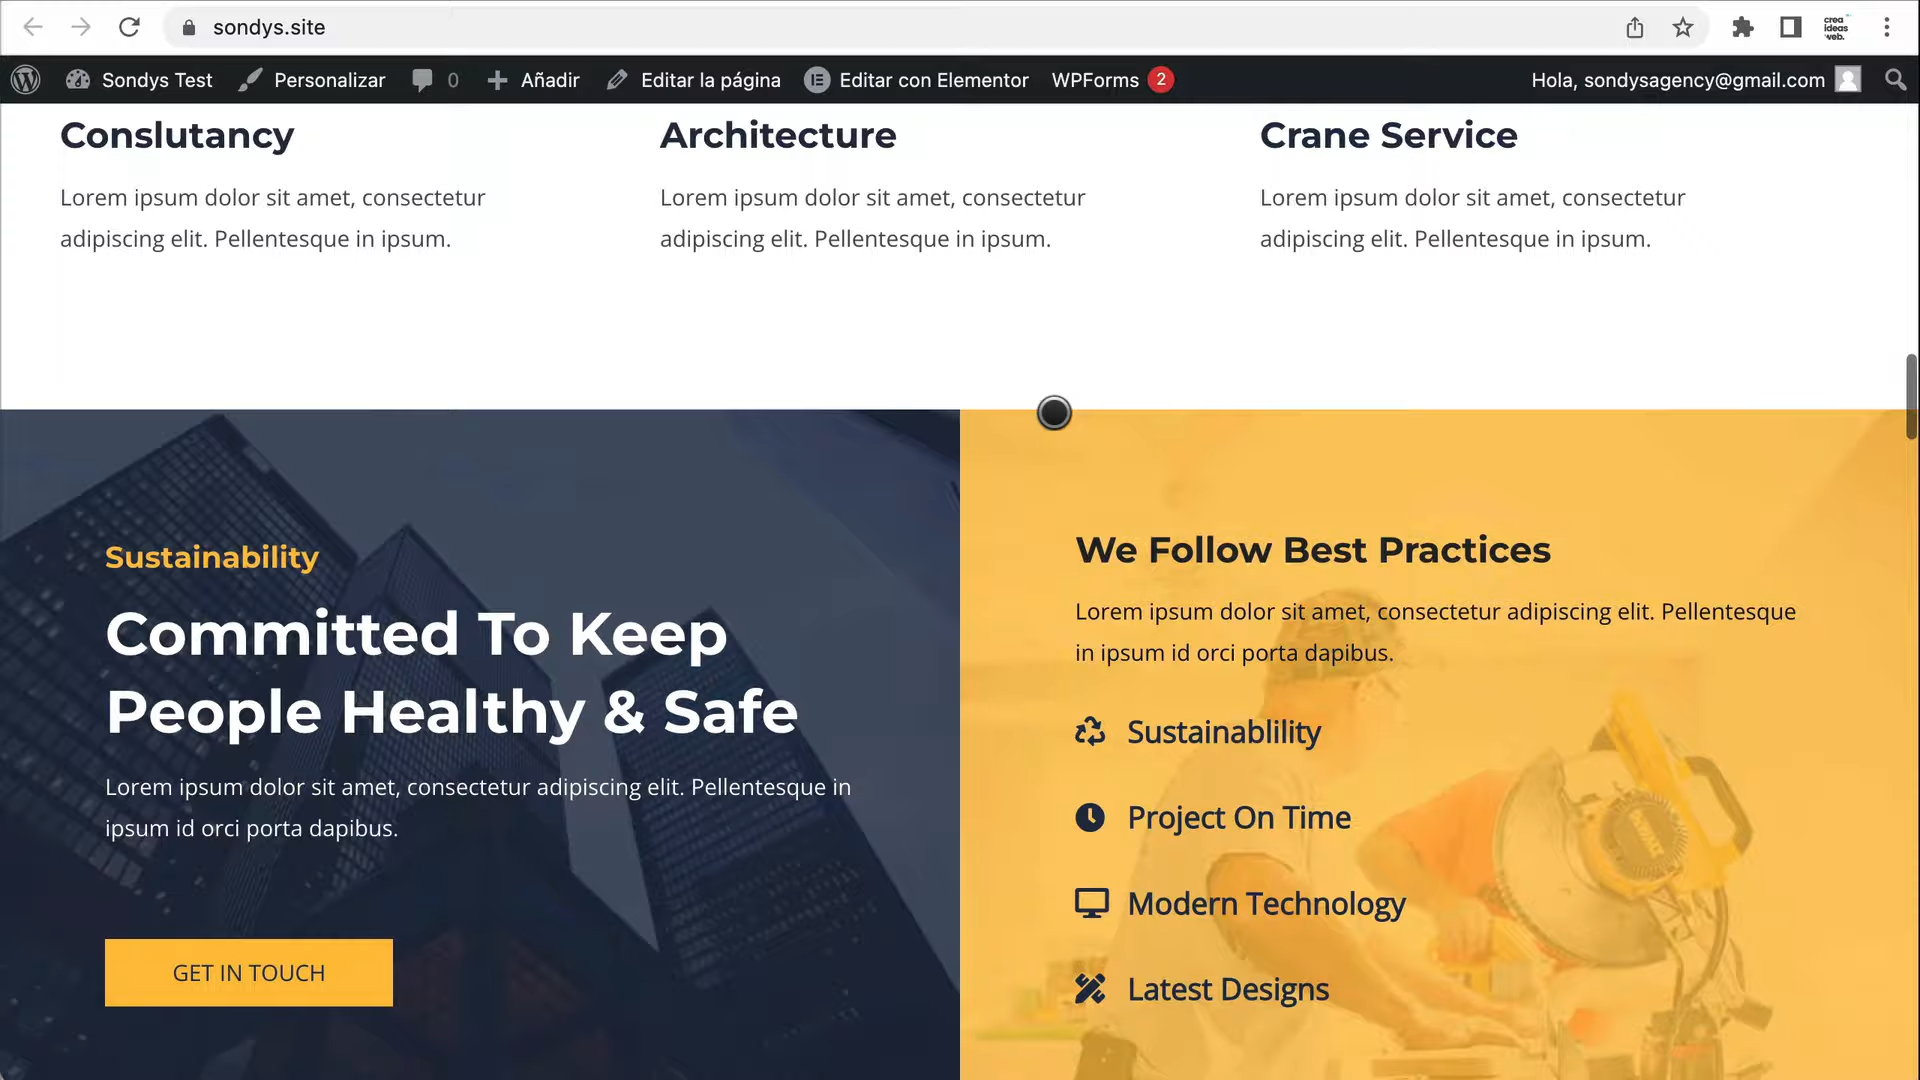 sondys.site
crea
ideas
web.
Sondys Test
Personalizar
0
Añadir
Editar la página
Editar con Elementor
WPForms 2
Hola, sondysagency@gmail.com
Conslutancy
Lorem ipsum dolor sit amet, consectetur
adipiscing elit. Pellentesque in ipsum.
Architecture
Lorem ipsum dolor sit amet, consectetur
adipiscing elit. Pellentesque in ipsum.
Crane Service
Lorem ipsum dolor sit amet, consectetur
adipiscing elit. Pellentesque in ipsum.
Sustainability
Committed To Keep
People Healthy & Safe
Lorem ipsum dolor sit amet, consectetur adipiscing elit. Pellentesque in
ipsum id orci porta dapibus.
GET IN TOUCH
We Follow Best Practices
Lorem ipsum dolor sit amet, consectetur adipiscing elit. Pellentesque
in ipsum id orci porta dapibus.
Sustainablility
Project On Time
Modern Technology
Latest Designs